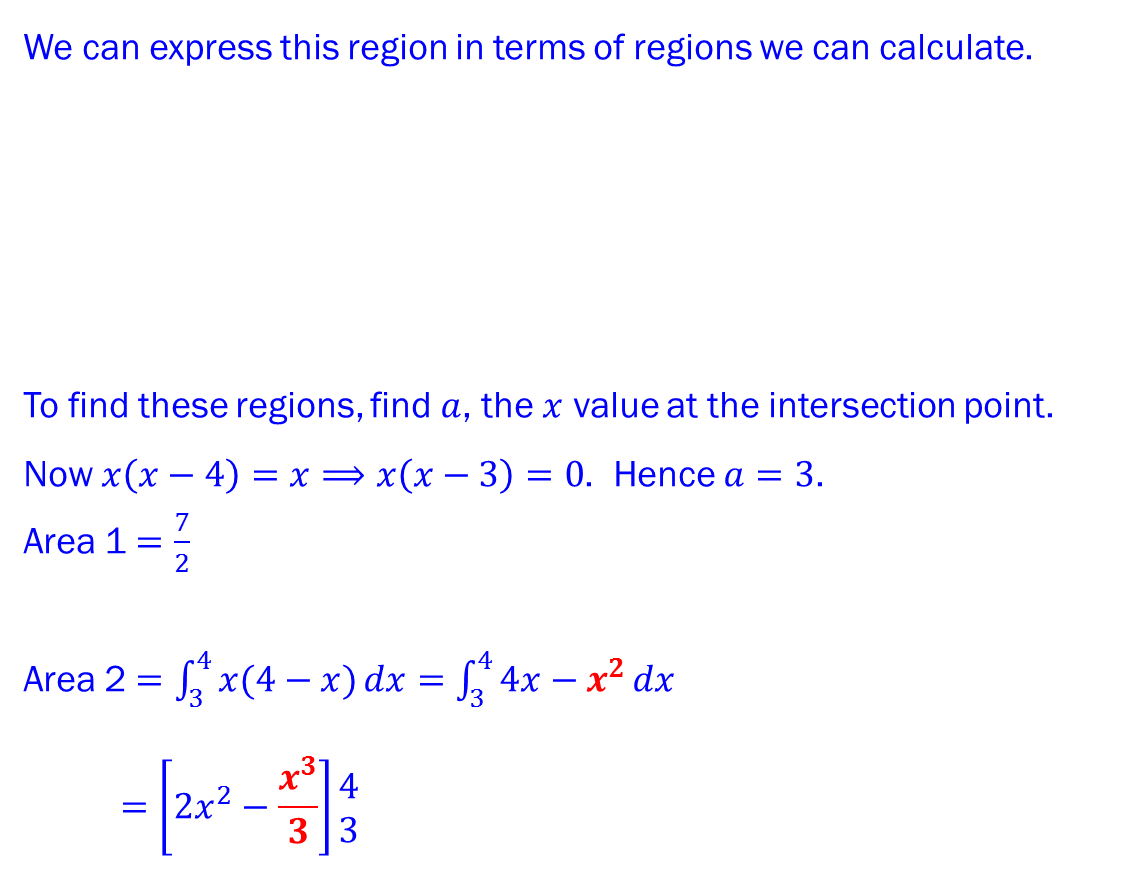 We can express this region in terms of regions we can calculate.
To find these regions, find a, the x value at the intersection point.
Now x(x − 4) = x ⟹ x(x − 3) = 0. Hence a = 3.
Area 1 = 7/2
Area 2 = ∫₃⁴ x(4 − x) dx = ∫₃⁴ 4x − x² dx
= [2x² − x³/3] 4 3